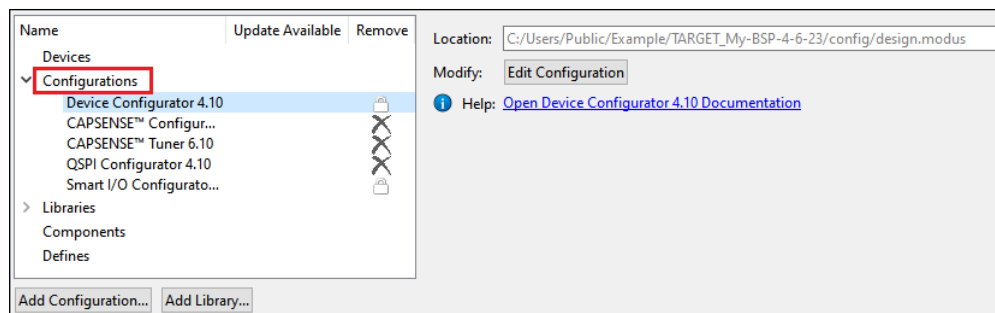 Name Update Available Remove
Devices
Configurations
Device Configurator 4.10
CAPSENSE™ Configur...
CAPSENSE™ Tuner 6.10
QSPI Configurator 4.10
Smart I/O Configurato...
Libraries
Components
Defines
Add Configuration... Add Library...
Location: C:/Users/Public/Example/TARGET_My-BSP-4-6-23/config/design.modus
Modify: Edit Configuration
Help: Open Device Configurator 4.10 Documentation